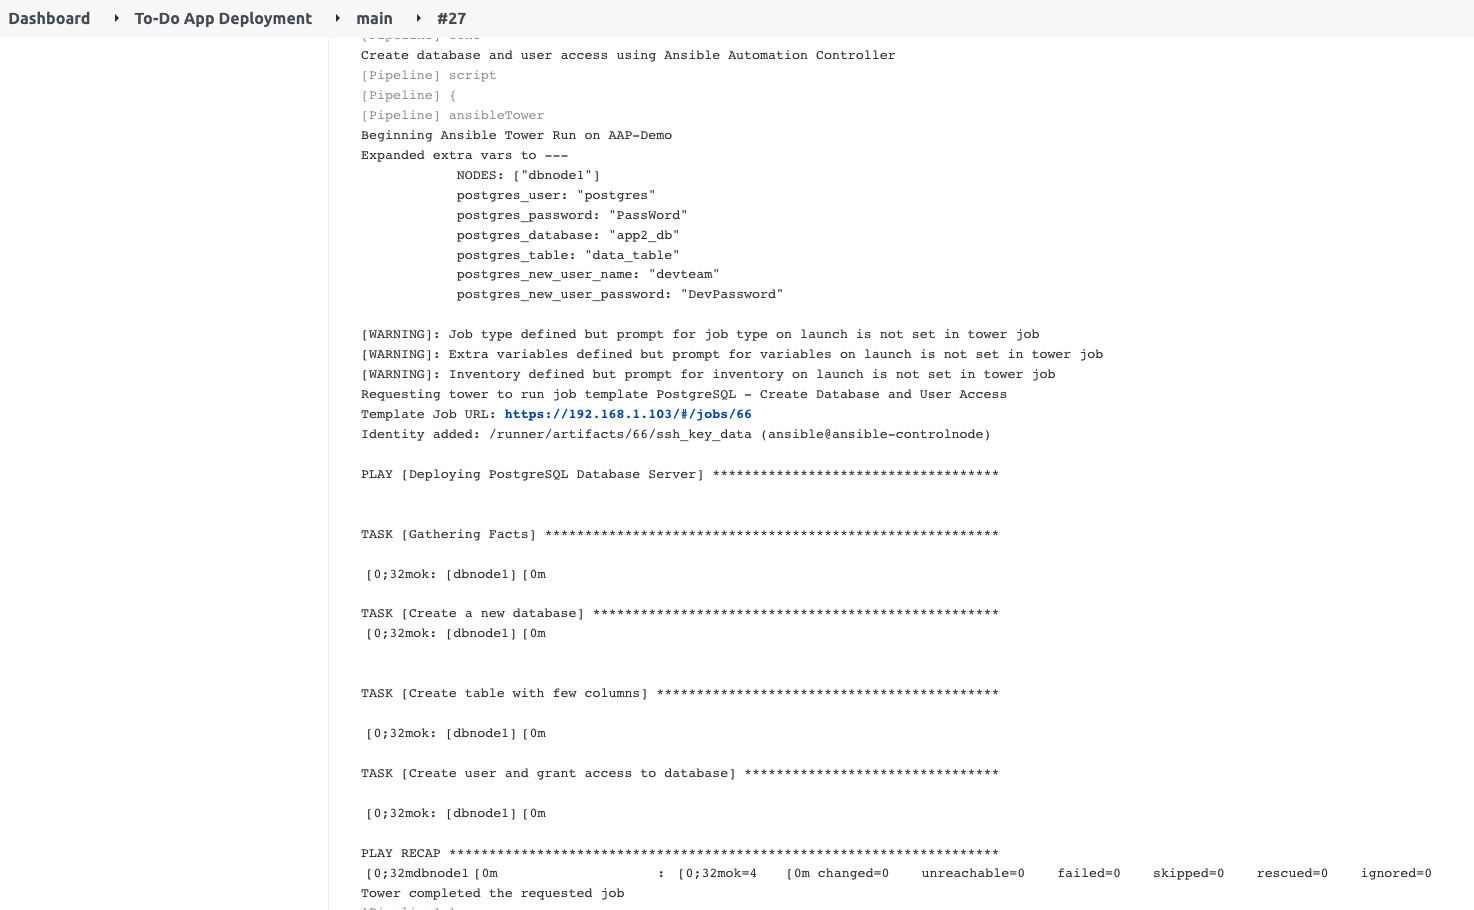 Dashboard To-Do App Deployment main #27
Create database and user access using Ansible Automation Controller
[Pipeline] script
[Pipeline] {
[Pipeline] ansibleTower
Beginning Ansible Tower Run on AAP-Demo
Expanded extra vars to ---
NODES: ["dbnode1"]
postgres_user: "postgres"
postgres_password: "PassWord"
postgres_database: "app2_db"
postgres_table: "data_table"
postgres_new_user_name: "devteam"
postgres_new_user_password: "DevPassword"
[WARNING]: Job type defined but prompt for job type on launch is not set in tower job
[WARNING]: Extra variables defined but prompt for variables on launch is not set in tower job
[WARNING]: Inventory defined but prompt for inventory on launch is not set in tower job
Requesting tower to run job template PostgreSQL - Create Database and User Access
Template Job URL: https://192.168.1.103/#/jobs/66
Identity added: /runner/artifacts/66/ssh_key_data (ansible@ansible-controlnode)
PLAY [Deploying PostgreSQL Database Server] ************************************
TASK [Gathering Facts] *********************************************************
[0;32mok: [dbnode1][0m
TASK [Create a new database] ***************************************************
[0;32mok: [dbnode1][0m
TASK [Create table with few columns] *******************************************
[0;32mok: [dbnode1][0m
TASK [Create user and grant access to database] ********************************
[0;32mok: [dbnode1][0m
PLAY RECAP *********************************************************************
[0;32mdbnode1[0m : [0;32mok=4 [0m changed=0 unreachable=0 failed=0 skipped=0 rescued=0 ignored=0
Tower completed the requested job